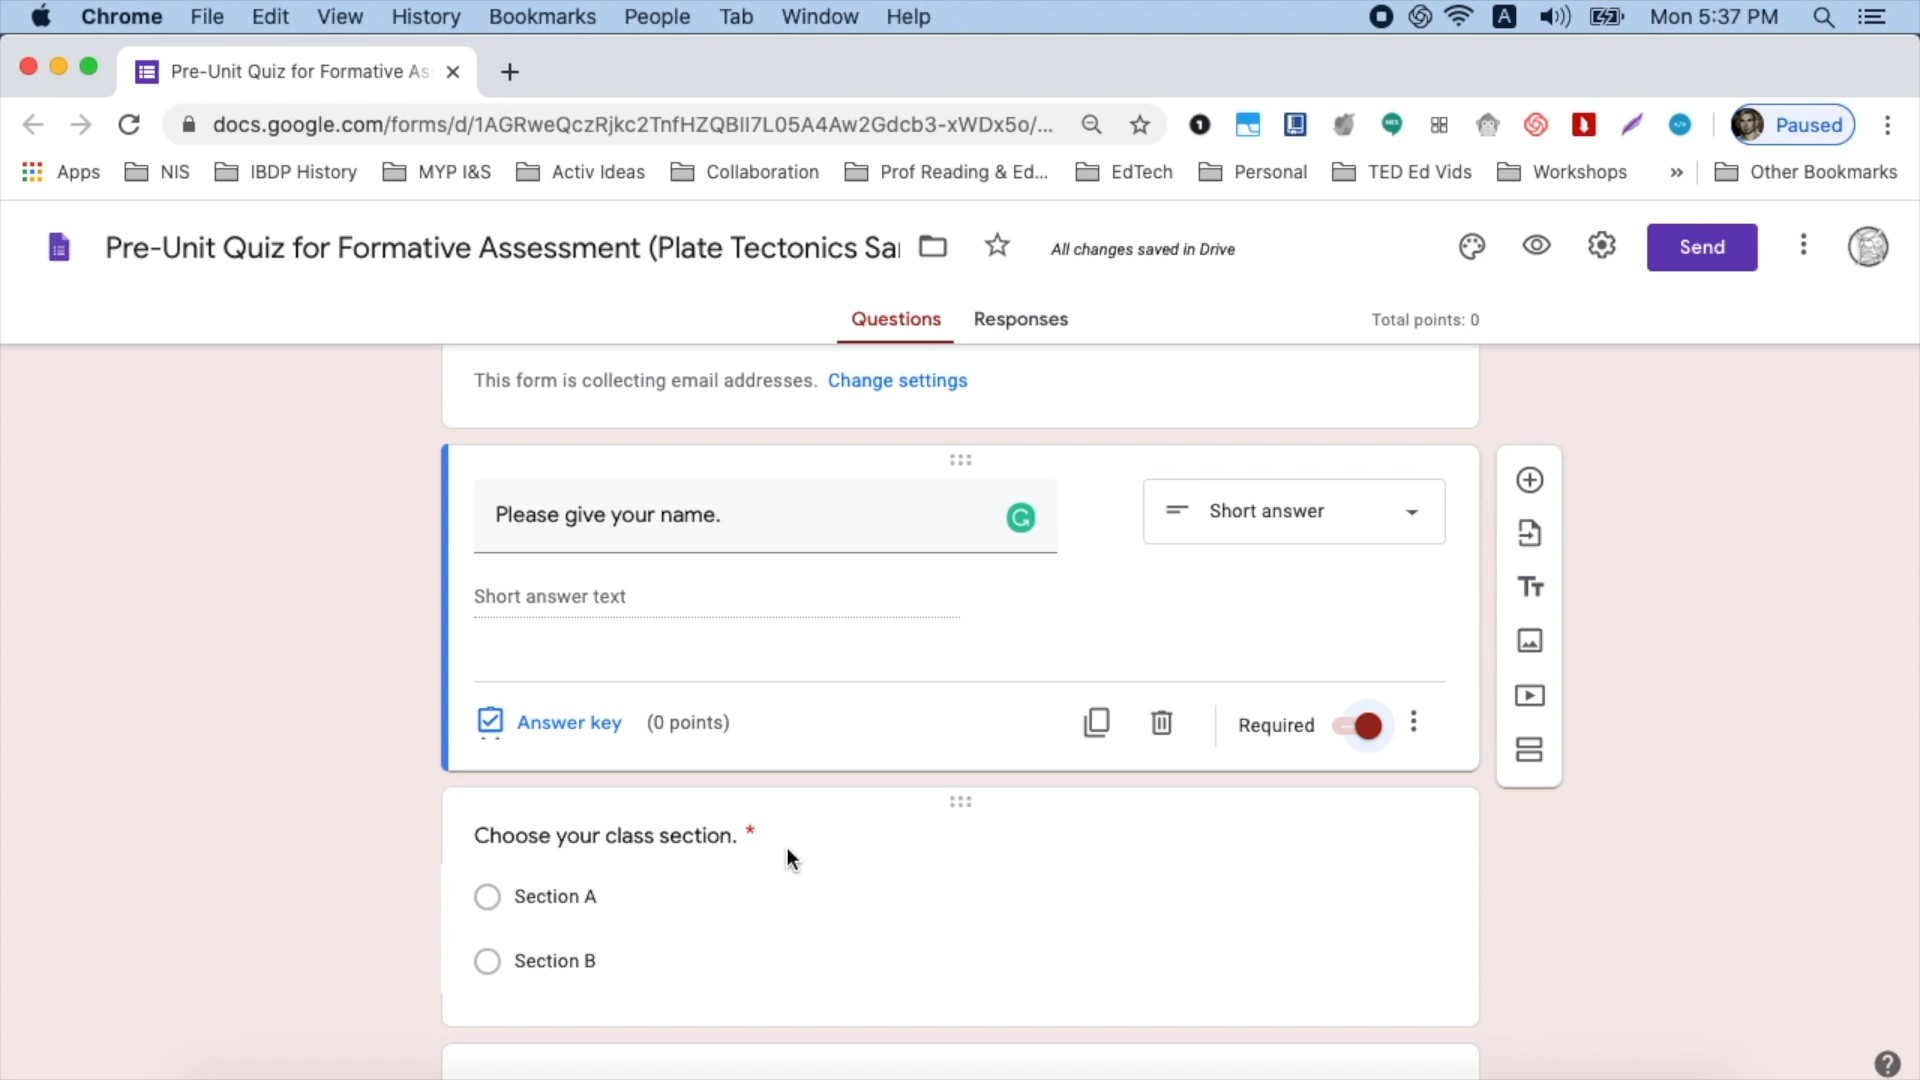 Chrome File Edit View History Bookmarks People Tab Window Help A Mon 5:37 PM
Pre-Unit Quiz for Formative As
docs.google.com/forms/d/1AGRweQczRjkc2TnfHZQBII7L05A4Aw2Gdcb3-xWDx5o/... Paused
Apps NIS IBDP History MYP I&S Activ Ideas Collaboration Prof Reading & Ed... EdTech Personal TED Ed Vids Workshops » Other Bookmarks
Pre-Unit Quiz for Formative Assessment (Plate Tectonics Sa All changes saved in Drive Send
Questions Responses Total points: 0
This form is collecting email addresses. Change settings
Please give your name. Short answer
Short answer text
Answer key (0 points) Required
Choose your class section. *
Section A
Section B